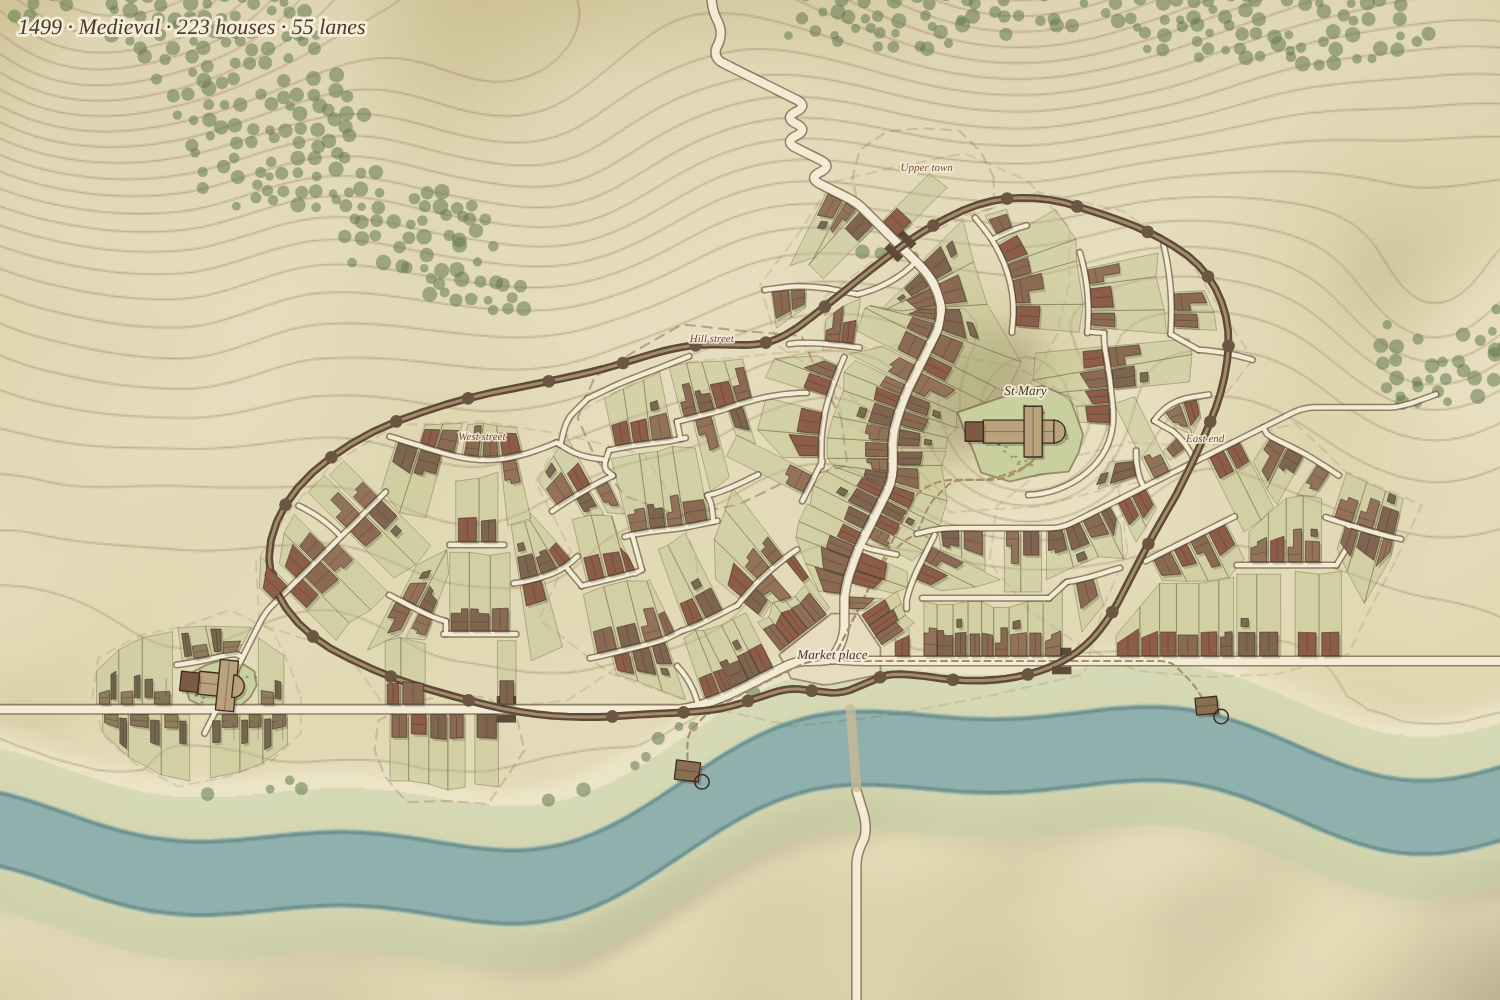 1499 · Medieval · 223 houses · 55 lanes
Upper town
Hill street
St Mary
West street
East end
Market place